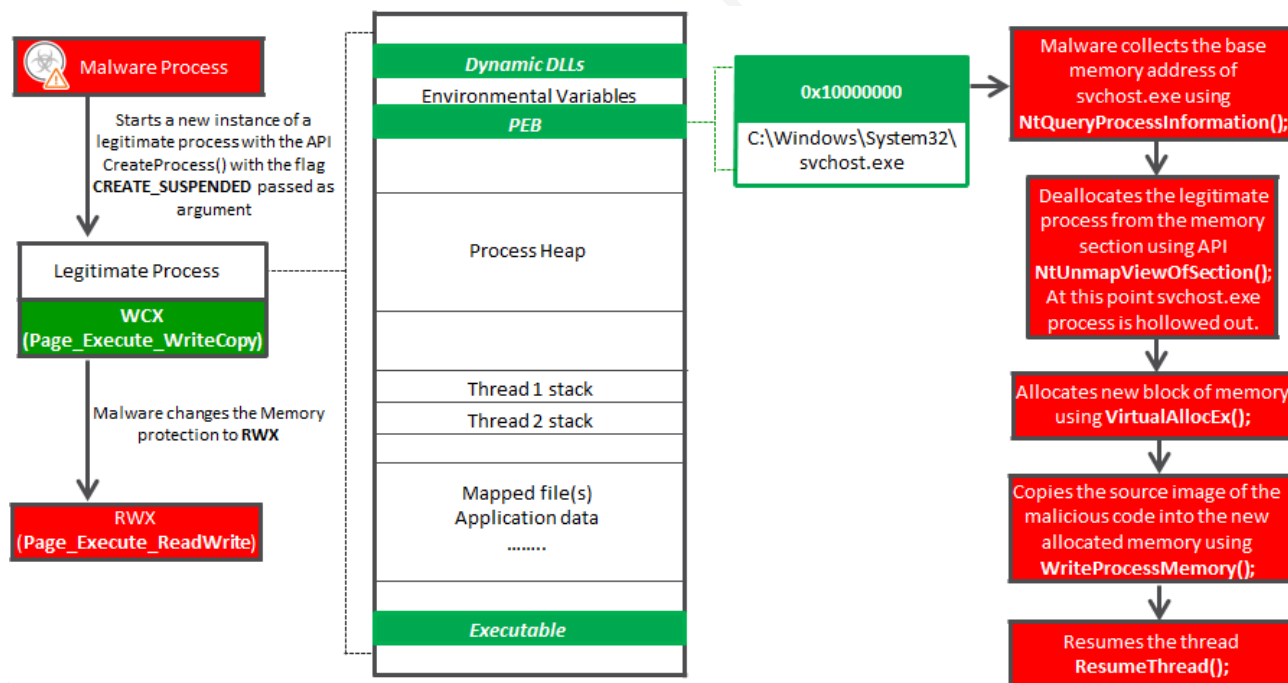 Malware Process
Starts a new instance of a
legitimate process with the API
CreateProcess() with the flag
CREATE_SUSPENDED passed as
argument
Legitimate Process
WCX
(Page_Execute_WriteCopy)
Malware changes the Memory
protection to RWX
RWX
(Page_Execute_ReadWrite)
Dynamic DLLs
Environmental Variables
PEB
Process Heap
Thread 1 stack
Thread 2 stack
Mapped file(s)
Application data
........
Executable
0x10000000
C:\Windows\System32\
svchost.exe
Malware collects the base
memory address of
svchost.exe using
NtQueryProcessInformation();
Deallocates the legitimate
process from the memory
section using API
NtUnmapViewOfSection();
At this point svchost.exe
process is hollowed out.
Allocates new block of memory
using VirtualAllocEx();
Copies the source image of the
malicious code into the new
allocated memory using
WriteProcessMemory();
Resumes the thread
ResumeThread();